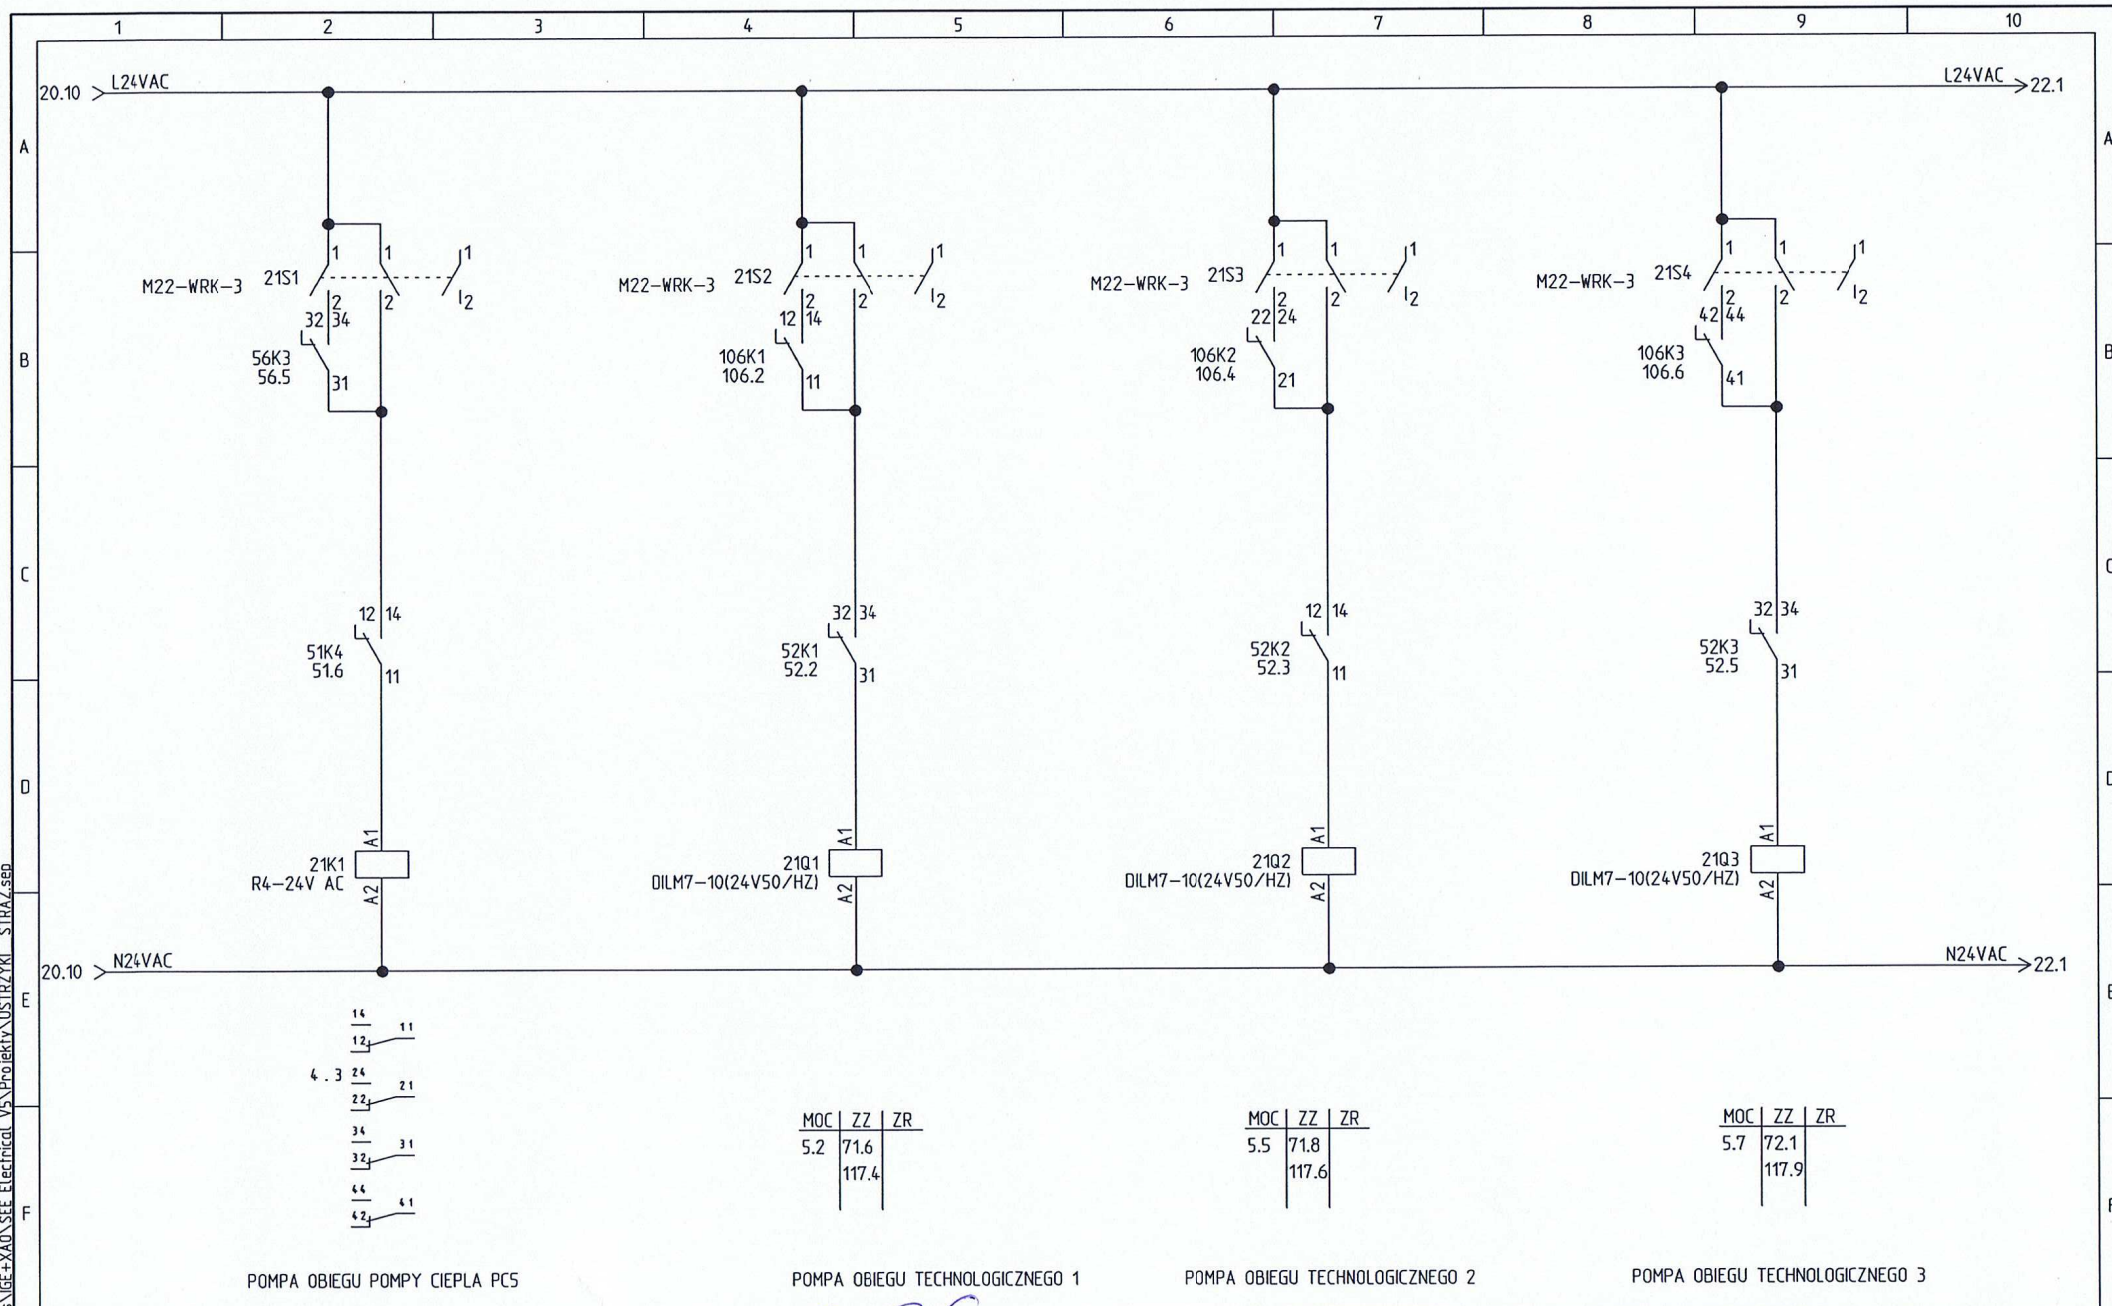 1 2 3 4 5 6 7 8 9 10
20.10 L24VAC L24VAC 22.1
A A
1 1 1 1 1 1 1 1 1 1 1 1
M22-WRK-3 21S1 M22-WRK-3 21S2 M22-WRK-3 21S3 M22-WRK-3 21S4
2 2 2 2 2 2 2 2 2 2 2 2
32 34 12 14 22 24 42 44
B B
56K3 106K1 106K2 106K3
56.5 106.2 106.4 106.6
31 11 21 41
C
12 14 32 34 12 14 32 34
51K4 52K1 52K2 52K3
51.6 52.2 52.3 52.5
11 31 11 31
D
A1 A1 A1 A1
21K1 21Q1 21Q2 21Q3
R4-24V AC DILM7-10(24V50/HZ) DILM7-10(24V50/HZ) DILM7-10(24V50/HZ)
A2 A2 A2 A2
20.10 N24VAC N24VAC 22.1
E
14
12 11
4.3 24
22 21
34
32 31
44
42 41
F
MOC ZZ ZR MOC ZZ ZR MOC ZZ ZR
5.2 71.6 5.5 71.8 5.7 72.1
117.4 117.6 117.9
POMPA OBIEGU POMPY CIEPLA PC5 POMPA OBIEGU TECHNOLOGICZNEGO 1 POMPA OBIEGU TECHNOLOGICZNEGO 2 POMPA OBIEGU TECHNOLOGICZNEGO 3
\IGE+XAO\SEE Electrical V5\Projekty\USTRZYKI STRAZ.sep